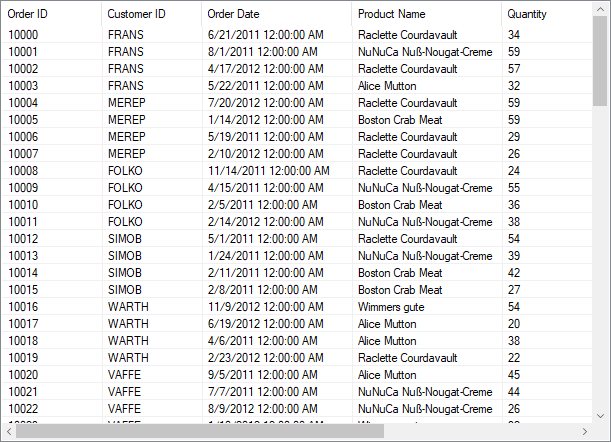 Order ID Customer ID Order Date Product Name Quantity
10000 FRANS 6/21/2011 12:00:00 AM Raclette Courdavault 34
10001 FRANS 8/1/2011 12:00:00 AM NuNuCa Nuß-Nougat-Creme 59
10002 FRANS 4/17/2012 12:00:00 AM Raclette Courdavault 57
10003 FRANS 5/22/2011 12:00:00 AM Alice Mutton 32
10004 MEREP 7/20/2012 12:00:00 AM Raclette Courdavault 59
10005 MEREP 1/14/2012 12:00:00 AM Boston Crab Meat 59
10006 MEREP 5/19/2011 12:00:00 AM Raclette Courdavault 29
10007 MEREP 2/10/2012 12:00:00 AM Raclette Courdavault 26
10008 FOLKO 11/14/2011 12:00:00 AM Raclette Courdavault 24
10009 FOLKO 4/15/2011 12:00:00 AM NuNuCa Nuß-Nougat-Creme 55
10010 FOLKO 2/5/2011 12:00:00 AM Boston Crab Meat 36
10011 FOLKO 2/14/2012 12:00:00 AM NuNuCa Nuß-Nougat-Creme 38
10012 SIMOB 5/1/2011 12:00:00 AM Raclette Courdavault 54
10013 SIMOB 1/24/2011 12:00:00 AM NuNuCa Nuß-Nougat-Creme 39
10014 SIMOB 2/11/2011 12:00:00 AM Boston Crab Meat 42
10015 SIMOB 2/8/2011 12:00:00 AM Boston Crab Meat 27
10016 WARTH 11/9/2012 12:00:00 AM Wimmers gute 54
10017 WARTH 6/19/2012 12:00:00 AM Alice Mutton 20
10018 WARTH 4/6/2011 12:00:00 AM Alice Mutton 38
10019 WARTH 2/23/2012 12:00:00 AM Raclette Courdavault 22
10020 VAFFE 9/5/2011 12:00:00 AM Alice Mutton 45
10021 VAFFE 7/7/2011 12:00:00 AM NuNuCa Nuß-Nougat-Creme 44
10022 VAFFE 8/9/2012 12:00:00 AM NuNuCa Nuß-Nougat-Creme 26